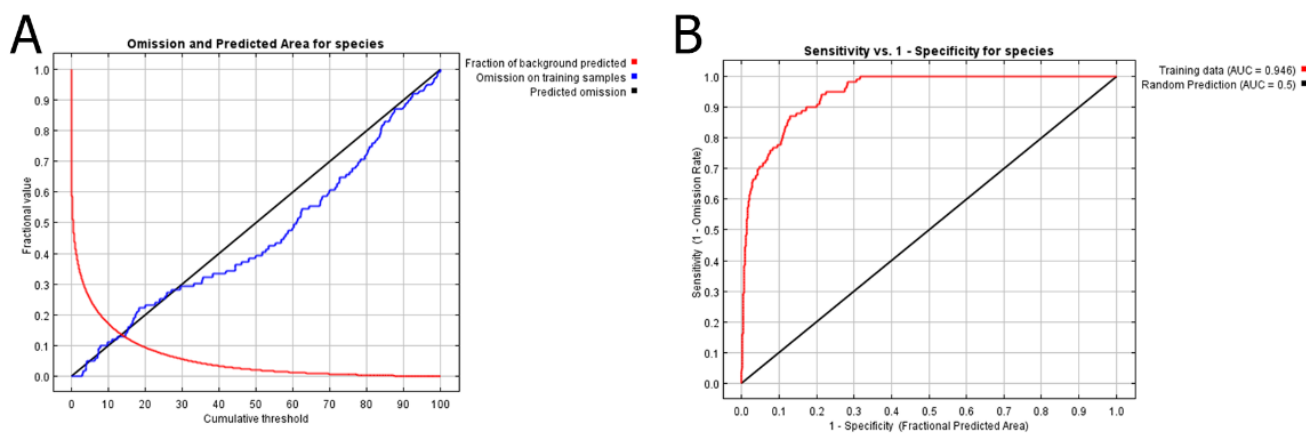 A
Omission and Predicted Area for species
Fraction of background predicted
Omission on training samples
Predicted omission
Fractional value
1.0
0.9
0.8
0.7
0.6
0.5
0.4
0.3
0.2
0.1
0.0
0 10 20 30 40 50 60 70 80 90 100
Cumulative threshold
B
Sensitivity vs. 1 - Specificity for species
Training data (AUC = 0.946)
Random Prediction (AUC = 0.5)
Sensitivity (1 - Omission Rate)
1.0
0.9
0.8
0.7
0.6
0.5
0.4
0.3
0.2
0.1
0.0
0.0 0.1 0.2 0.3 0.4 0.5 0.6 0.7 0.8 0.9 1.0
1 - Specificity (Fractional Predicted Area)